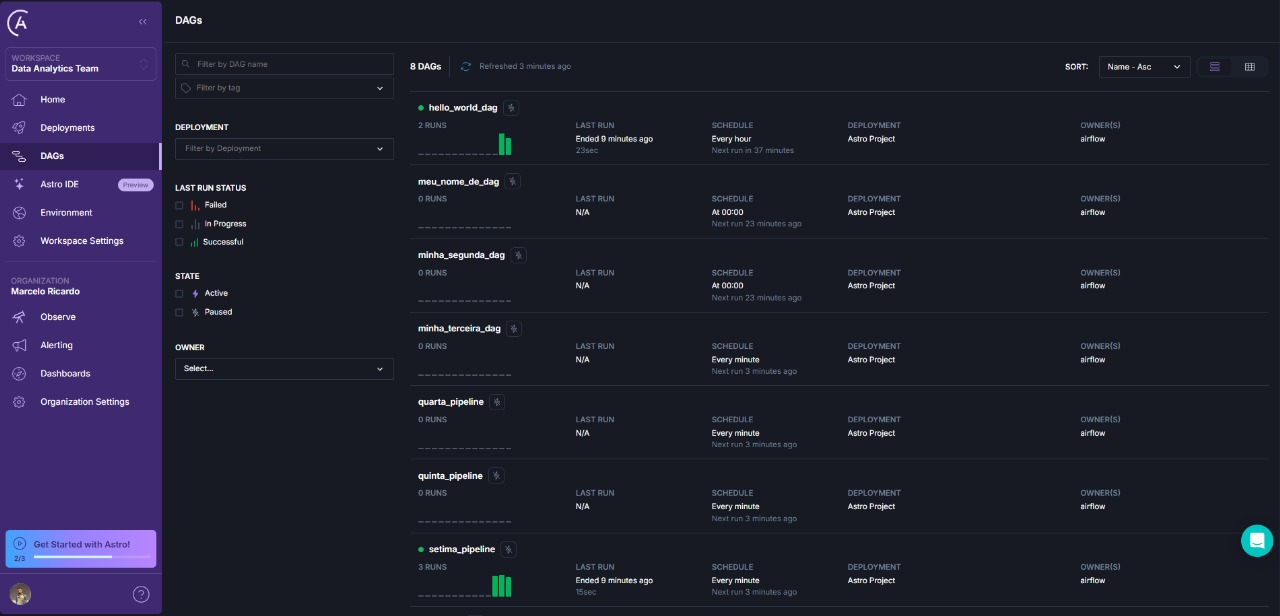 DAGs
WORKSPACE
Data Analytics Team
Home
Deployments
DAGs
Astro IDE Preview
Environment
Workspace Settings
ORGANIZATION
Marcelo Ricardo
Observe
Alerting
Dashboards
Organization Settings
Get Started with Astro!
2/3
Filter by DAG name
Filter by tag
DEPLOYMENT
Filter by Deployment
LAST RUN STATUS
Failed
In Progress
Successful
STATE
Active
Paused
OWNER
Select...
8 DAGs Refreshed 3 minutes ago SORT: Name - Asc
hello_world_dag
2 RUNS LAST RUN SCHEDULE DEPLOYMENT OWNER(S)
Ended 9 minutes ago Every hour Astro Project airflow
23sec Next run in 37 minutes
meu_nome_de_dag
0 RUNS LAST RUN SCHEDULE DEPLOYMENT OWNER(S)
N/A At 00:00 Astro Project airflow
Next run 23 minutes ago
minha_segunda_dag
0 RUNS LAST RUN SCHEDULE DEPLOYMENT OWNER(S)
N/A At 00:00 Astro Project airflow
Next run 23 minutes ago
minha_terceira_dag
0 RUNS LAST RUN SCHEDULE DEPLOYMENT OWNER(S)
N/A Every minute Astro Project airflow
Next run 3 minutes ago
quarta_pipeline
0 RUNS LAST RUN SCHEDULE DEPLOYMENT OWNER(S)
N/A Every minute Astro Project airflow
Next run 3 minutes ago
quinta_pipeline
0 RUNS LAST RUN SCHEDULE DEPLOYMENT OWNER(S)
N/A Every minute Astro Project airflow
Next run 3 minutes ago
setima_pipeline
3 RUNS LAST RUN SCHEDULE DEPLOYMENT OWNER(S)
Ended 9 minutes ago Every minute Astro Project airflow
15sec Next run 3 minutes ago